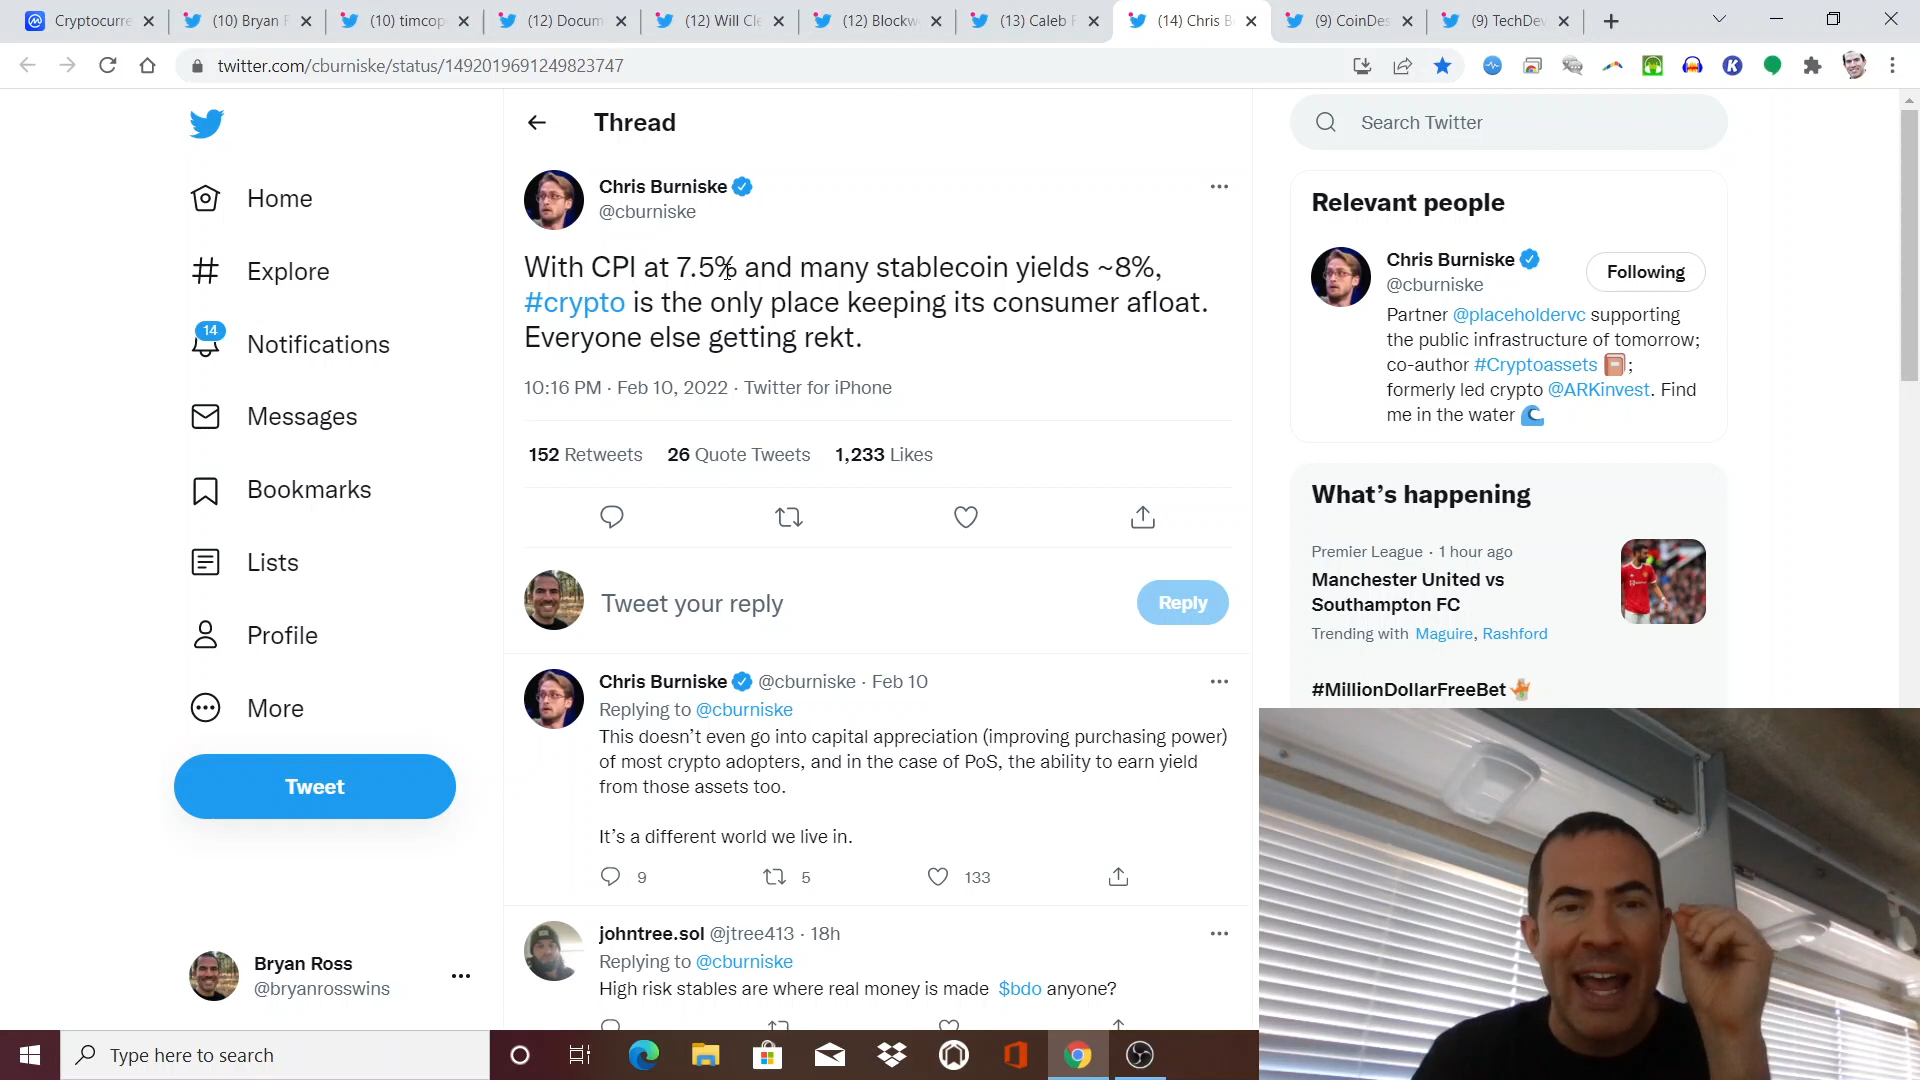 Cryptocurre
(10) Bryan
(10) timcop
(12) Docum
(12) Will Cle
(12) Blockw
(13) Caleb
(14) Chris B
(9) CoinDes
(9) TechDev
twitter.com/cburniske/status/1492019691249823747
Home
Explore
14
Notifications
Messages
Bookmarks
Lists
Profile
More
Tweet
Bryan Ross
@bryanrosswins
Thread
Chris Burniske
@cburniske
With CPI at 7.5% and many stablecoin yields ~8%,
#crypto is the only place keeping its consumer afloat.
Everyone else getting rekt.
10:16 PM · Feb 10, 2022 · Twitter for iPhone
152 Retweets 26 Quote Tweets 1,233 Likes
Tweet your reply
Reply
Chris Burniske @cburniske · Feb 10
Replying to @cburniske
This doesn’t even go into capital appreciation (improving purchasing power)
of most crypto adopters, and in the case of PoS, the ability to earn yield
from those assets too.
It’s a different world we live in.
9 5 133
johntree.sol @jtree413 · 18h
Replying to @cburniske
High risk stables are where real money is made $bdo anyone?
Search Twitter
Relevant people
Chris Burniske
@cburniske
Following
Partner @placeholdervc supporting
the public infrastructure of tomorrow;
co-author #Cryptoassets ;
formerly led crypto @ARKinvest. Find
me in the water
What’s happening
Premier League · 1 hour ago
Manchester United vs
Southampton FC
Trending with Maguire, Rashford
#MillionDollarFreeBet
Type here to search